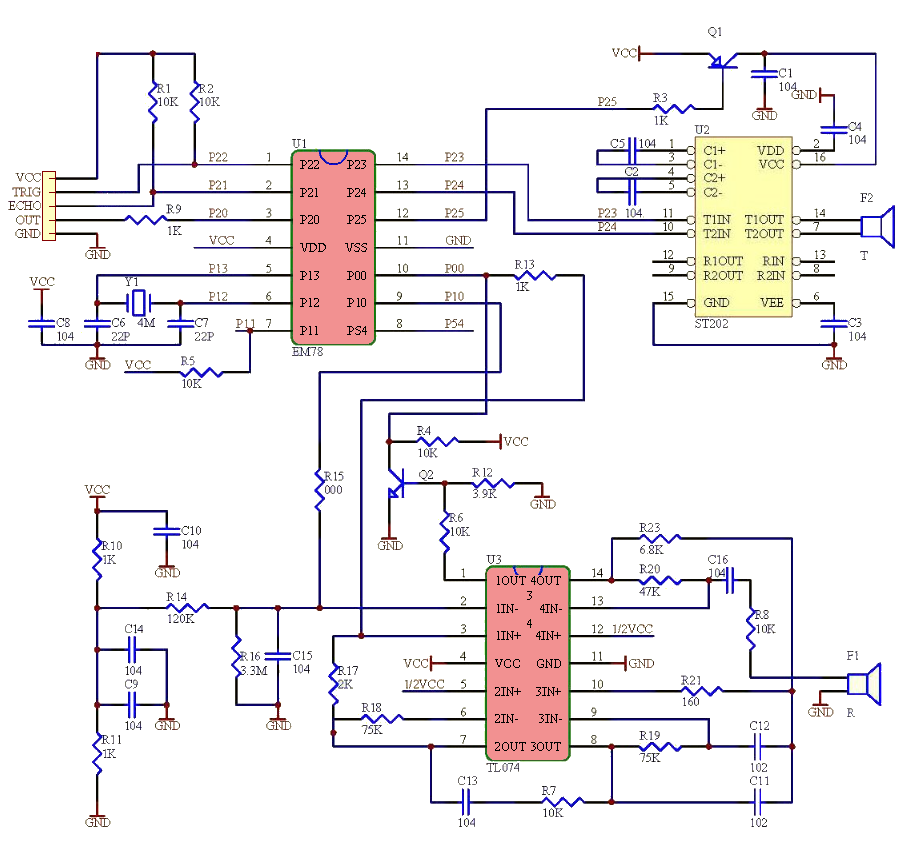 Q1
VCC
C1
104
GND
GND
P25
R3
1K
C4
104
R1
10K
R2
10K
U1
U2
P22
1
P22
P23
14
P23
C5
104
1
C1+
VDD
2
3
C1-
VCC
16
VCC
TRIG
ECHO
OUT
GND
P21
2
P21
P24
13
P24
C2
104
4
C2+
5
C2-
F2
T
R9
1K
P20
3
P20
P25
12
P25
P23
11
T1IN
T1OUT
14
P24
10
T2IN
T2OUT
7
GND
VCC
4
VDD
VSS
11
GND
12
R1OUT
RIN
13
9
R2OUT
R2IN
8
P13
5
P13
P00
10
P00
R13
1K
VCC
Y1
4M
P12
6
P12
P10
9
P10
15
GND
VEE
6
ST202
C8
104
C6
22P
C7
22P
P11
7
P11
PS4
8
P54
C3
104
GND
EM78
GND
VCC
R5
10K
R4
10K
VCC
Q2
R12
3.9K
GND
R15
000
VCC
C10
104
GND
R10
1K
GND
R6
10K
U3
R23
6.8K
1
1OUT
4OUT
14
R20
47K
C16
104
3
4
R14
120K
2
1IN-
4IN-
13
R8
10K
3
1IN+
4IN+
12
1/2VCC
C14
104
R16
3.3M
C15
104
VCC
4
VCC
GND
11
GND
F1
R
R17
2K
1/2VCC
5
2IN+
3IN+
10
R21
160
GND
C9
104
GND
GND
R18
75K
6
2IN-
3IN-
9
R11
1K
7
2OUT
3OUT
8
R19
75K
C12
102
TL074
C13
104
R7
10K
C11
102
GND